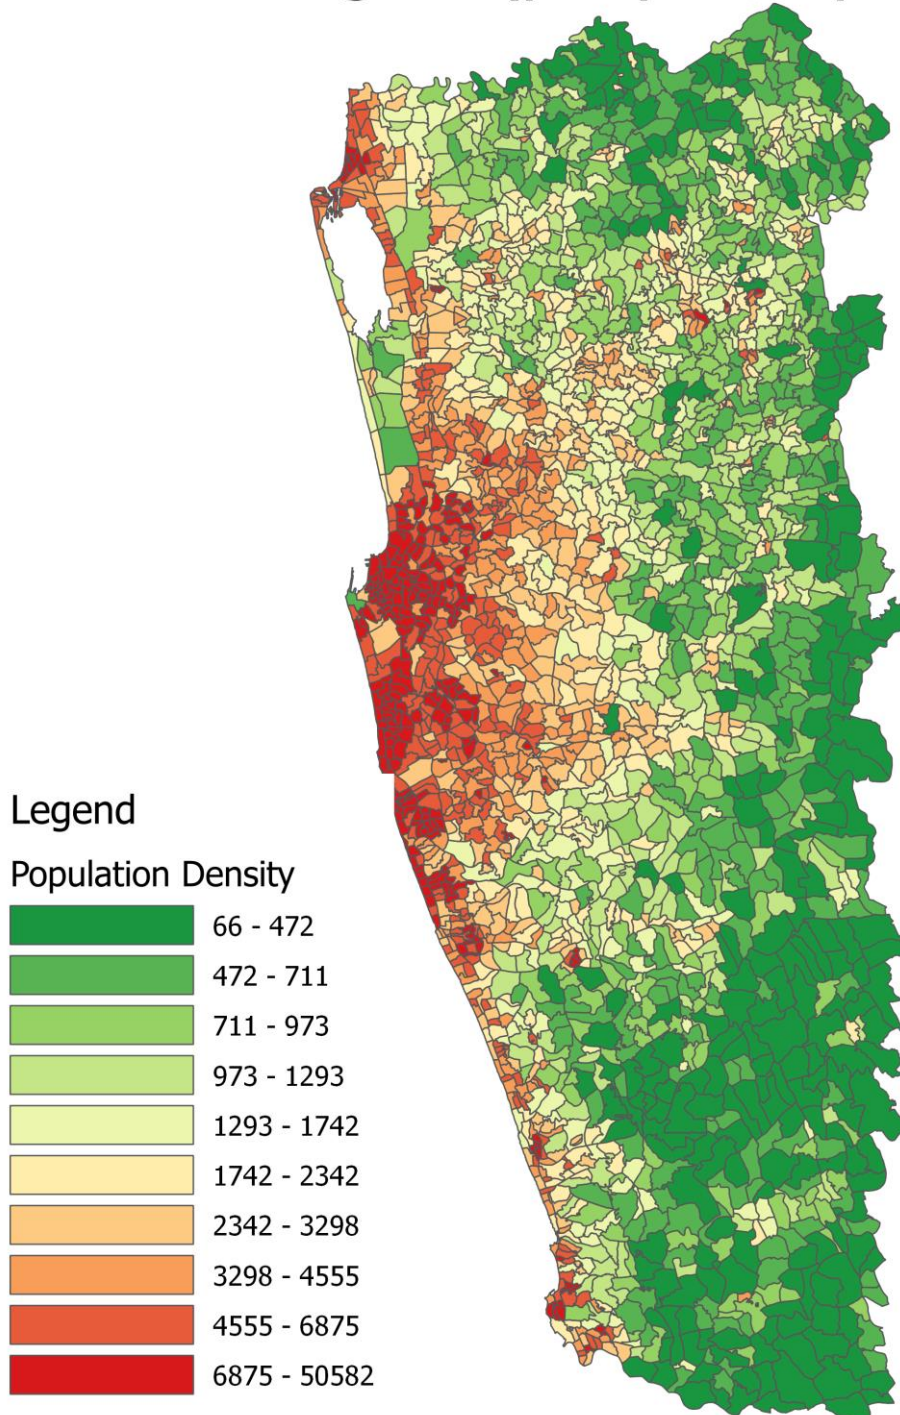 Legend
Population Density
66 - 472
472 - 711
711 - 973
973 - 1293
1293 - 1742
1742 - 2342
2342 - 3298
3298 - 4555
4555 - 6875
6875 - 50582